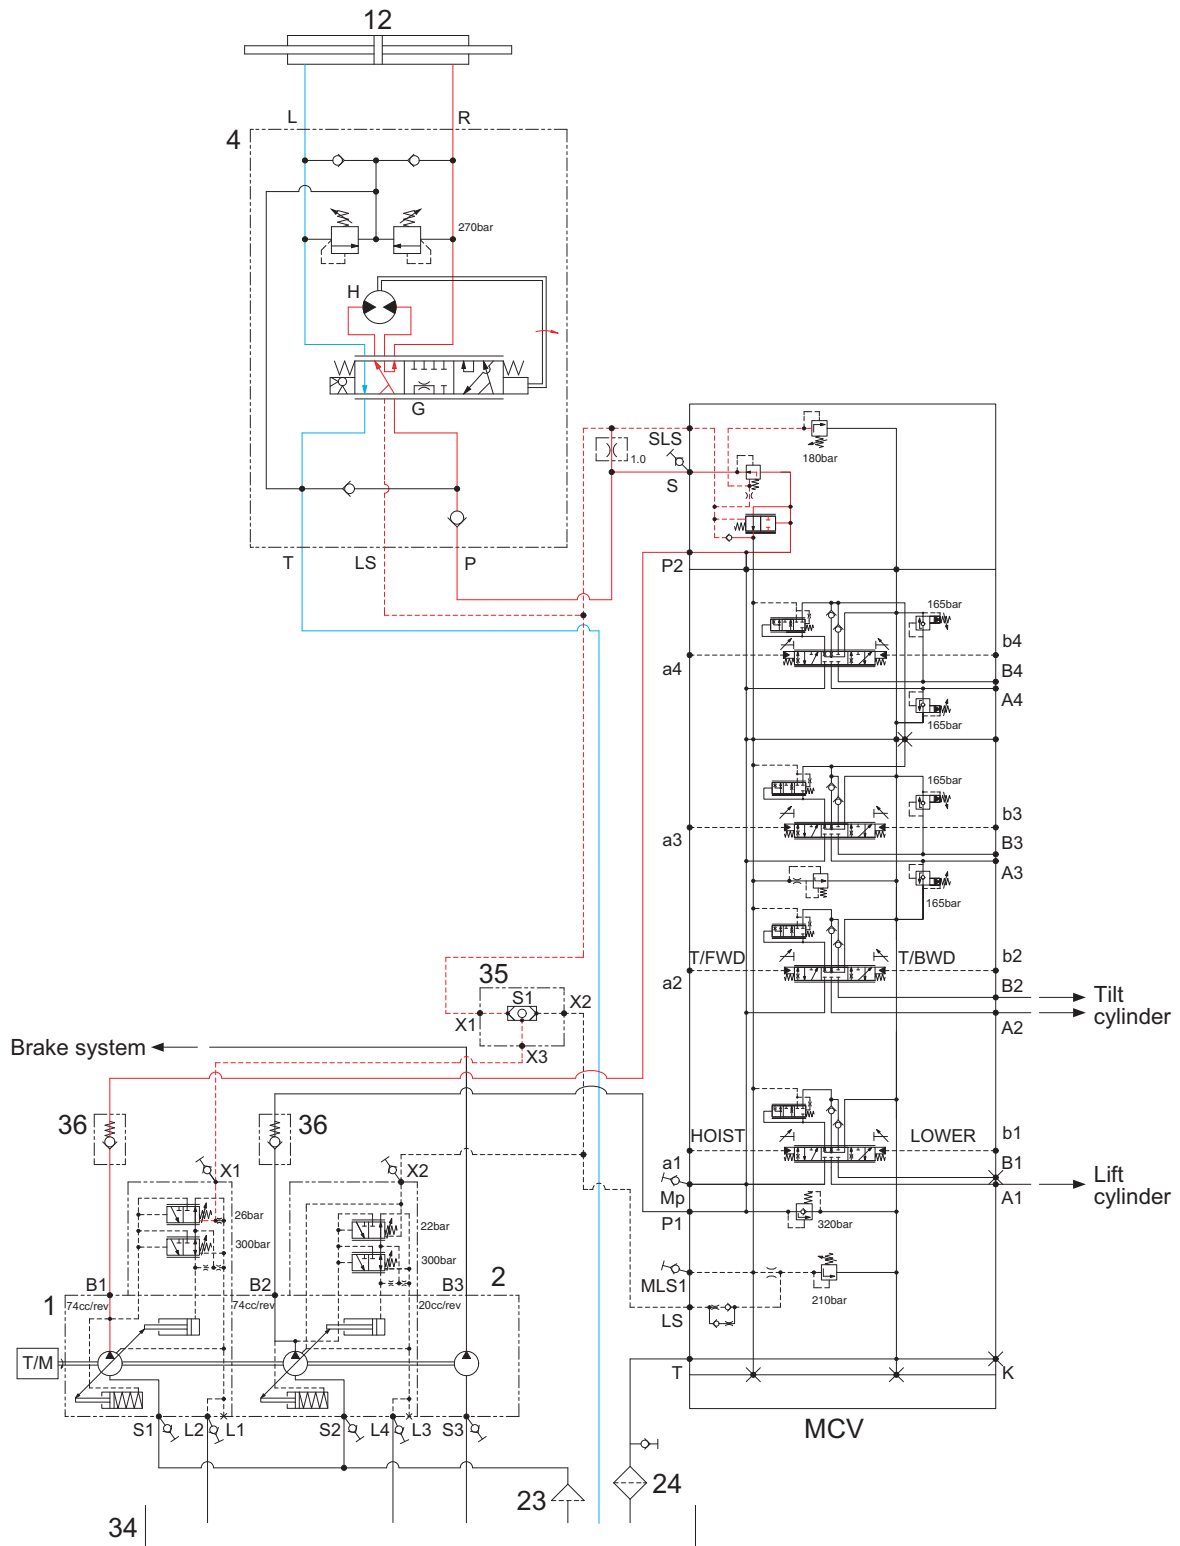 12
L
R
4
270bar
H
G
SLS
1.0
S
180bar
T
LS
P
P2
165bar
a4
b4
B4
A4
165bar
165bar
a3
b3
B3
A3
165bar
T/FWD
T/BWD
a2
b2
B2
A2
Tilt
cylinder
35
S1
X1
X2
X3
Brake system
36
36
HOIST
LOWER
a1
b1
B1
A1
Lift
cylinder
X1
X2
Mp
P1
320bar
26bar
22bar
300bar
300bar
MLS1
210bar
LS
B1
B2
B3
2
1
74cc/rev
74cc/rev
20cc/rev
T/M
T
K
S1
L2
L1
S2
L4
L3
S3
MCV
23
24
34